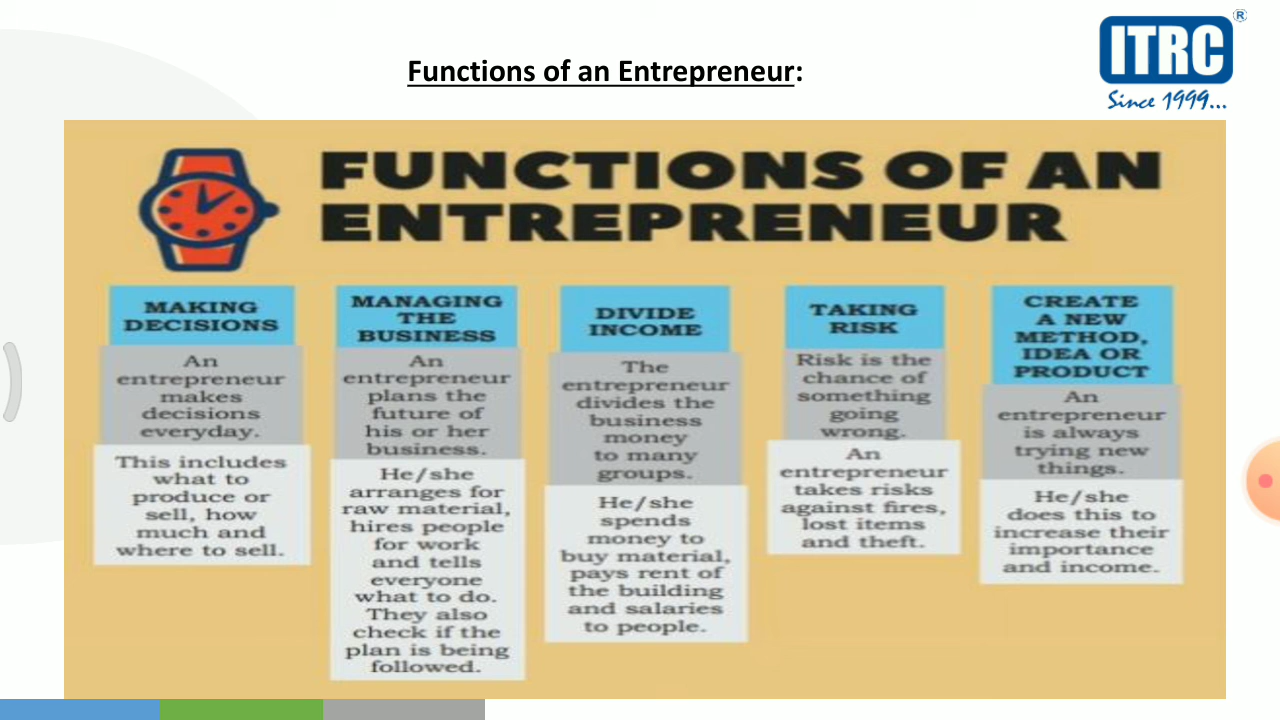 Functions of an Entrepreneur:
ITRC®
Since 1999...
FUNCTIONS OF AN
ENTREPRENEUR
MAKING
DECISIONS
An
entrepreneur
makes
decisions
everyday.
This includes
what to
produce or
sell, how
much and
where to sell.
MANAGING
THE
BUSINESS
An
entrepreneur
plans the
future of
his or her
business.
He/she
arranges for
raw material,
hires people
for work
and tells
everyone
what to do.
They also
check if the
plan is being
followed.
DIVIDE
INCOME
The
entrepreneur
divides the
business
money
to many
groups.
He/she
spends
money to
buy material,
pays rent of
the building
and salaries
to people.
TAKING
RISK
Risk is the
chance of
something
going
wrong.
An
entrepreneur
takes risks
against fires,
lost items
and theft.
CREATE
A NEW
METHOD,
IDEA OR
PRODUCT
An
entrepreneur
is always
trying new
things.
He/she
does this to
increase their
importance
and income.